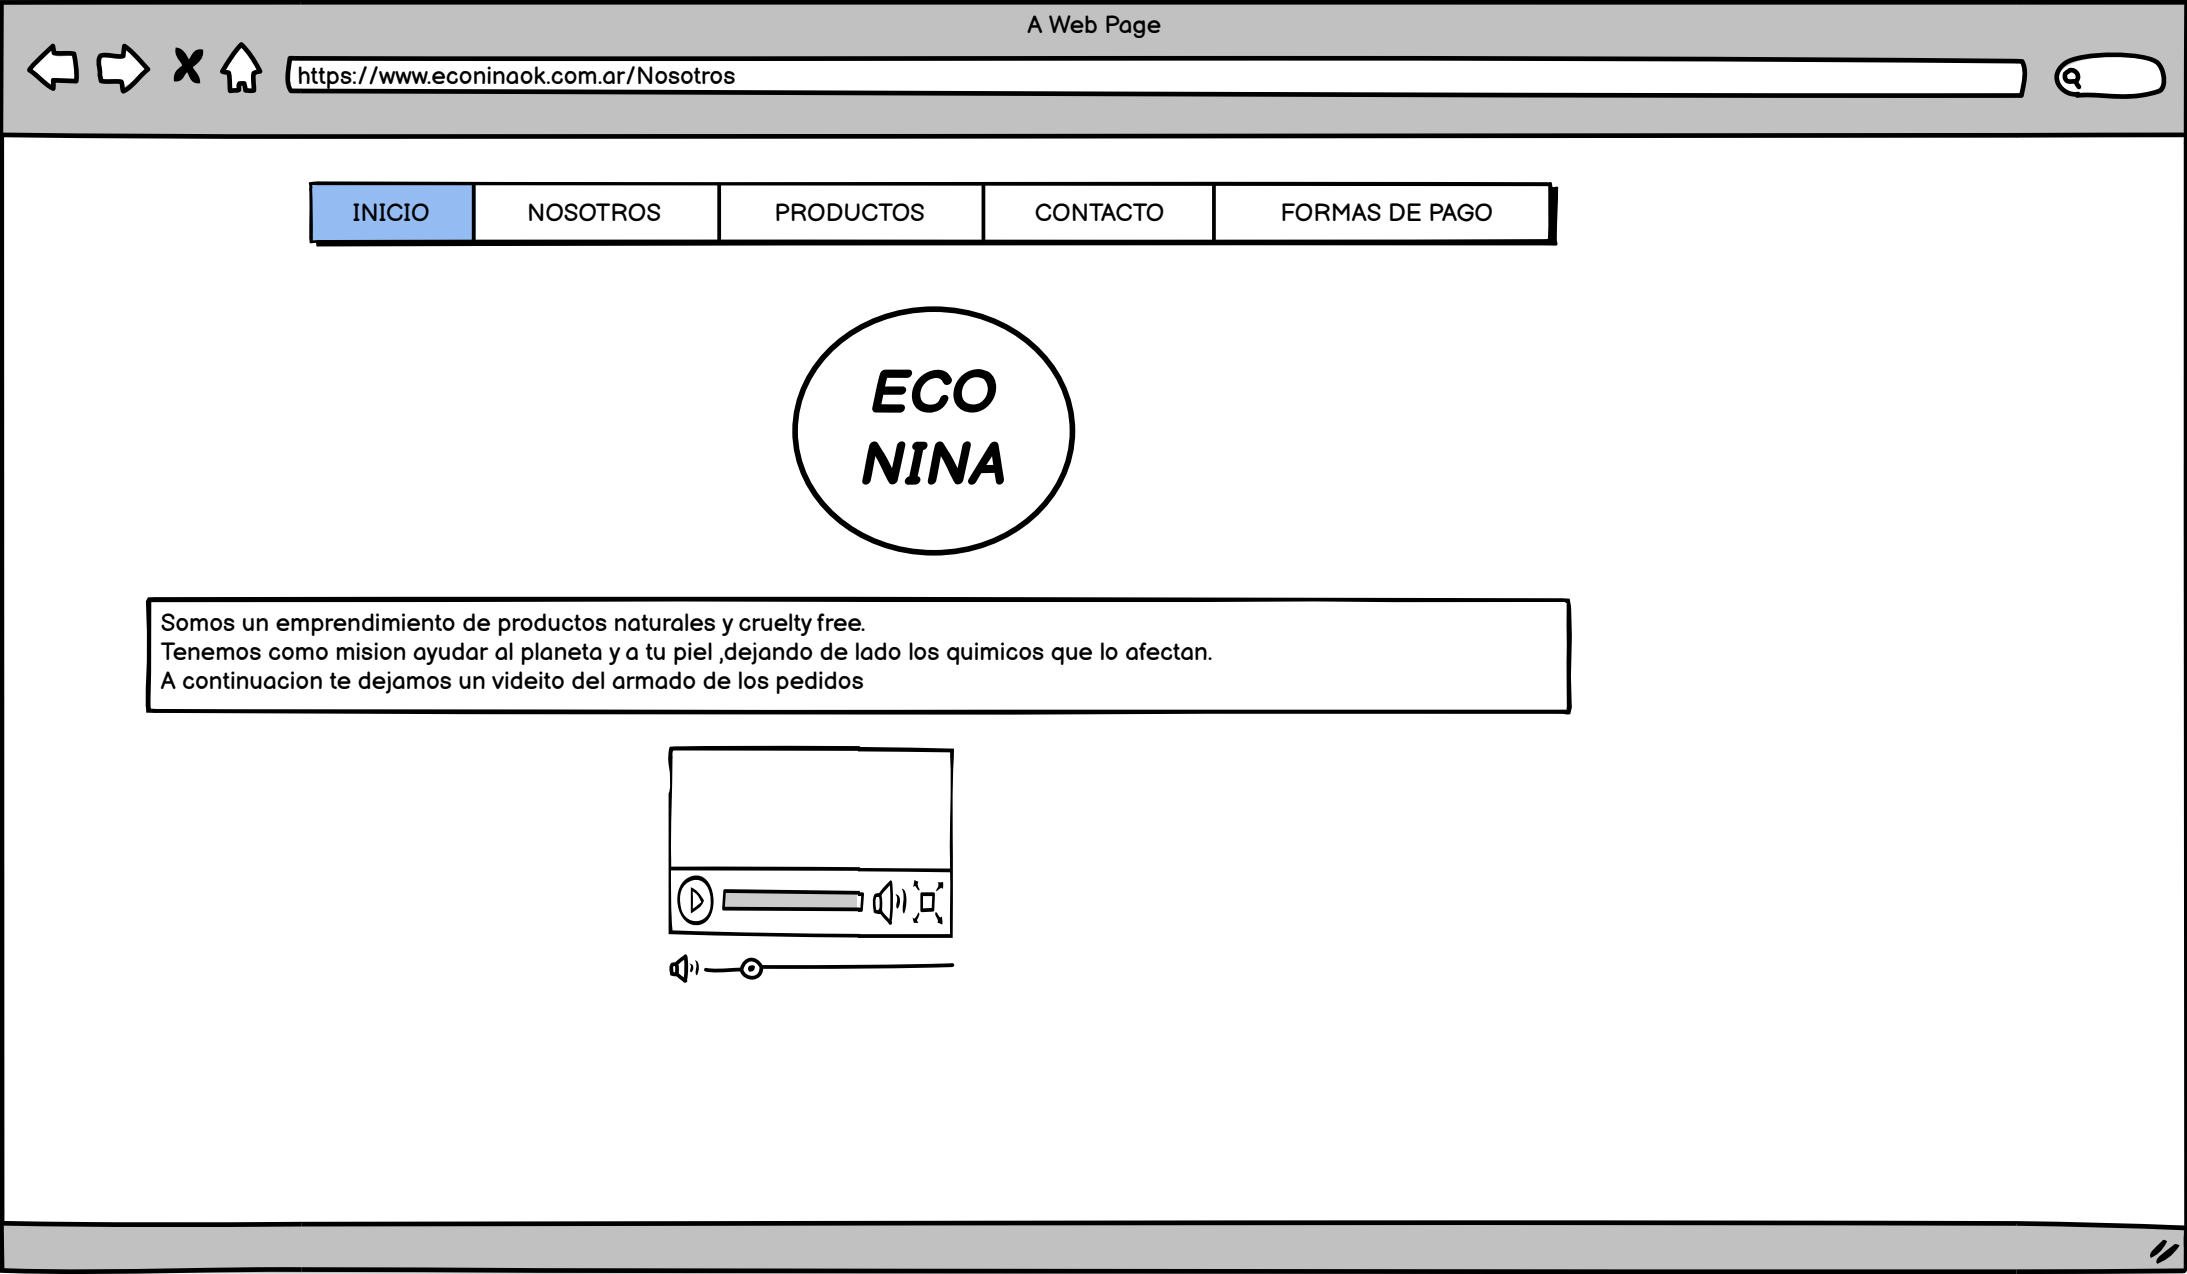 A Web Page
https://www.econinaok.com.ar/Nosotros
INICIO NOSOTROS PRODUCTOS CONTACTO FORMAS DE PAGO
ECO
NINA
Somos un emprendimiento de productos naturales y cruelty free.
Tenemos como mision ayudar al planeta y a tu piel ,dejando de lado los quimicos que lo afectan.
A continuacion te dejamos un videito del armado de los pedidos